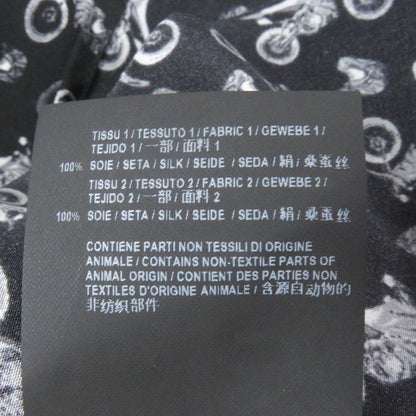 TISSU 1 / TESSUTO 1 / FABRIC 1 / GEWEBE 1 /
TEJIDO 1 / 一部 / 面料 1
100% SOIE / SETA / SILK / SEIDE / SEDA / 絹 / 桑蚕丝
TISSU 2 / TESSUTO 2 / FABRIC 2 / GEWEBE 2 /
TEJIDO 2 / 一部 / 面料 2
100% SOIE / SETA / SILK / SEIDE / SEDA / 絹 / 桑蚕丝
CONTIENE PARTI NON TESSILI DI ORIGINE
ANIMALE / CONTAINS NON-TEXTILE PARTS OF
ANIMAL ORIGIN / CONTIENT DES PARTIES NON
TEXTILES D'ORIGINE ANIMALE / 含源自动物的
非纺织部件